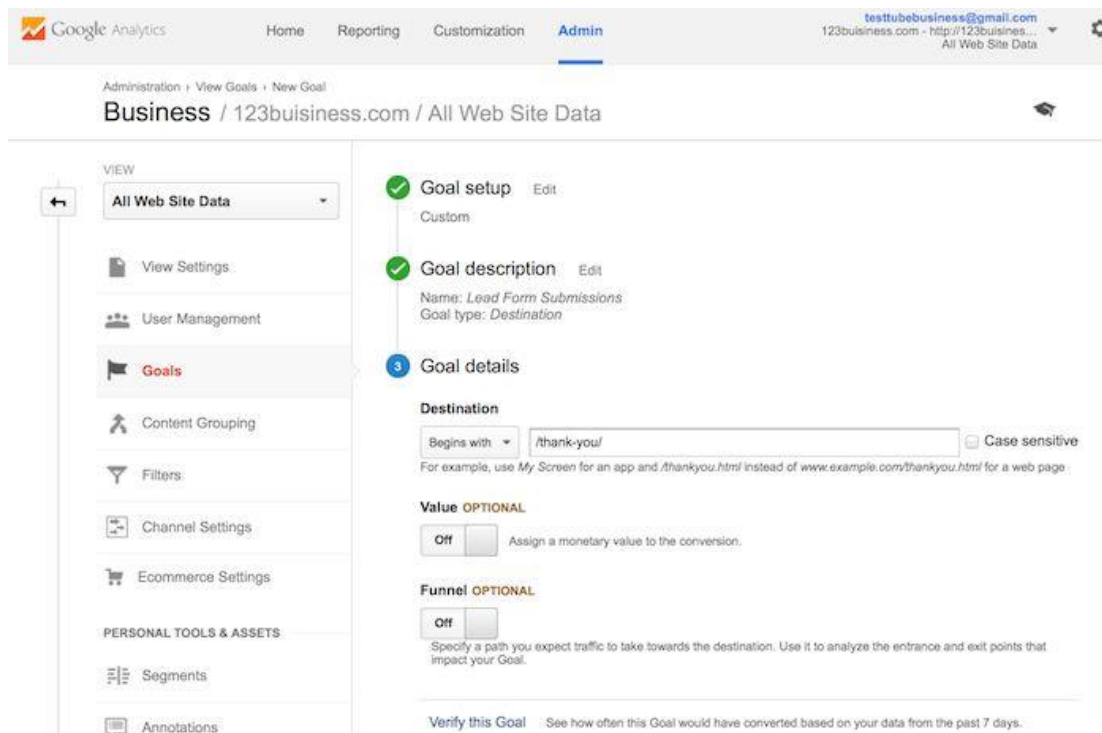 Google Analytics
Home Reporting Customization Admin
testtubebusiness@gmail.com
123buisiness.com - http://123buisines...
All Web Site Data
Administration › View Goals › New Goal
Business / 123buisiness.com / All Web Site Data
VIEW
All Web Site Data
View Settings
User Management
Goals
Content Grouping
Filters
Channel Settings
Ecommerce Settings
PERSONAL TOOLS & ASSETS
Segments
Annotations
Goal setup Edit
Custom
Goal description Edit
Name: Lead Form Submissions
Goal type: Destination
3 Goal details
Destination
Begins with /thank-you/ Case sensitive
For example, use My Screen for an app and /thankyou.html instead of www.example.com/thankyou.html for a web page
Value OPTIONAL
Off Assign a monetary value to the conversion.
Funnel OPTIONAL
Off
Specify a path you expect traffic to take towards the destination. Use it to analyze the entrance and exit points that
impact your Goal.
Verify this Goal See how often this Goal would have converted based on your data from the past 7 days.